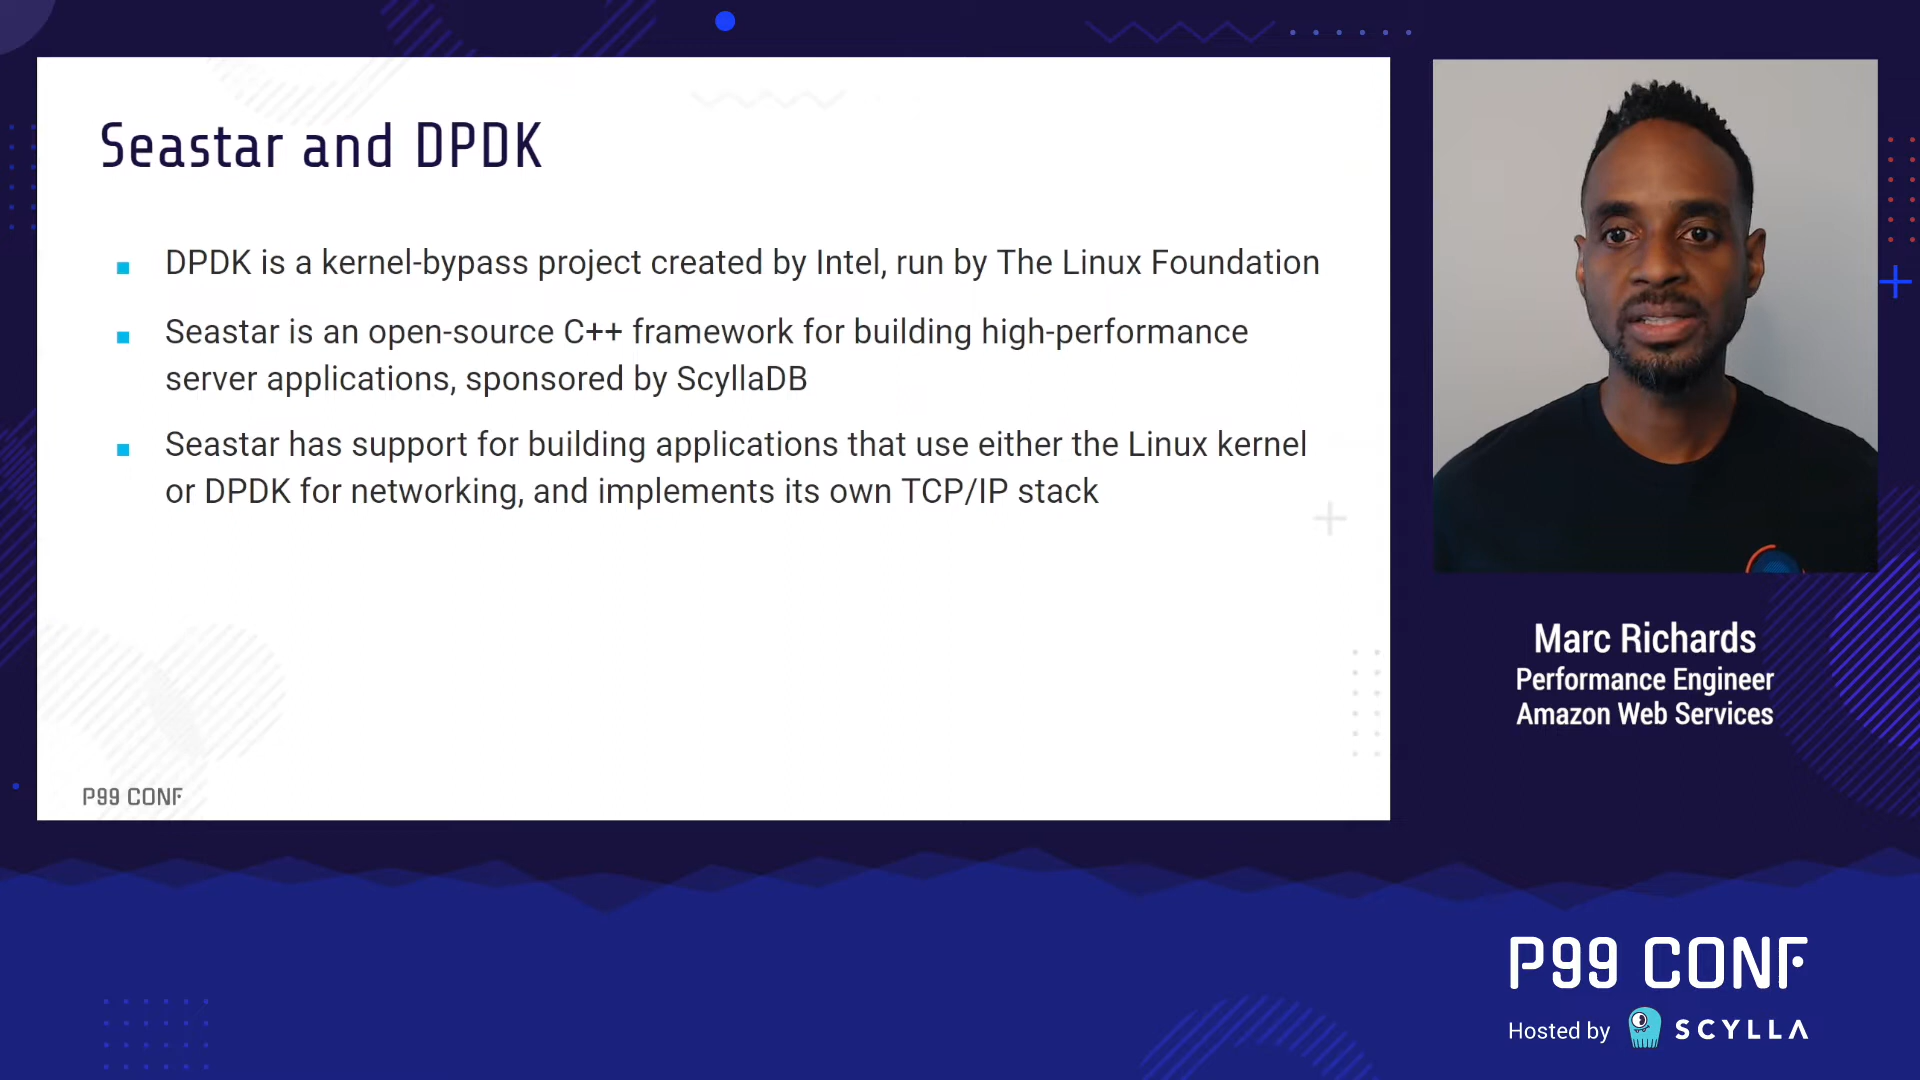 Seastar and DPDK
DPDK is a kernel-bypass project created by Intel, run by The Linux Foundation
Seastar is an open-source C++ framework for building high-performance
server applications, sponsored by ScyllaDB
Seastar has support for building applications that use either the Linux kernel
or DPDK for networking, and implements its own TCP/IP stack
P99 CONF
Marc Richards
Performance Engineer
Amazon Web Services
P99 CONF
Hosted by SCYLLA